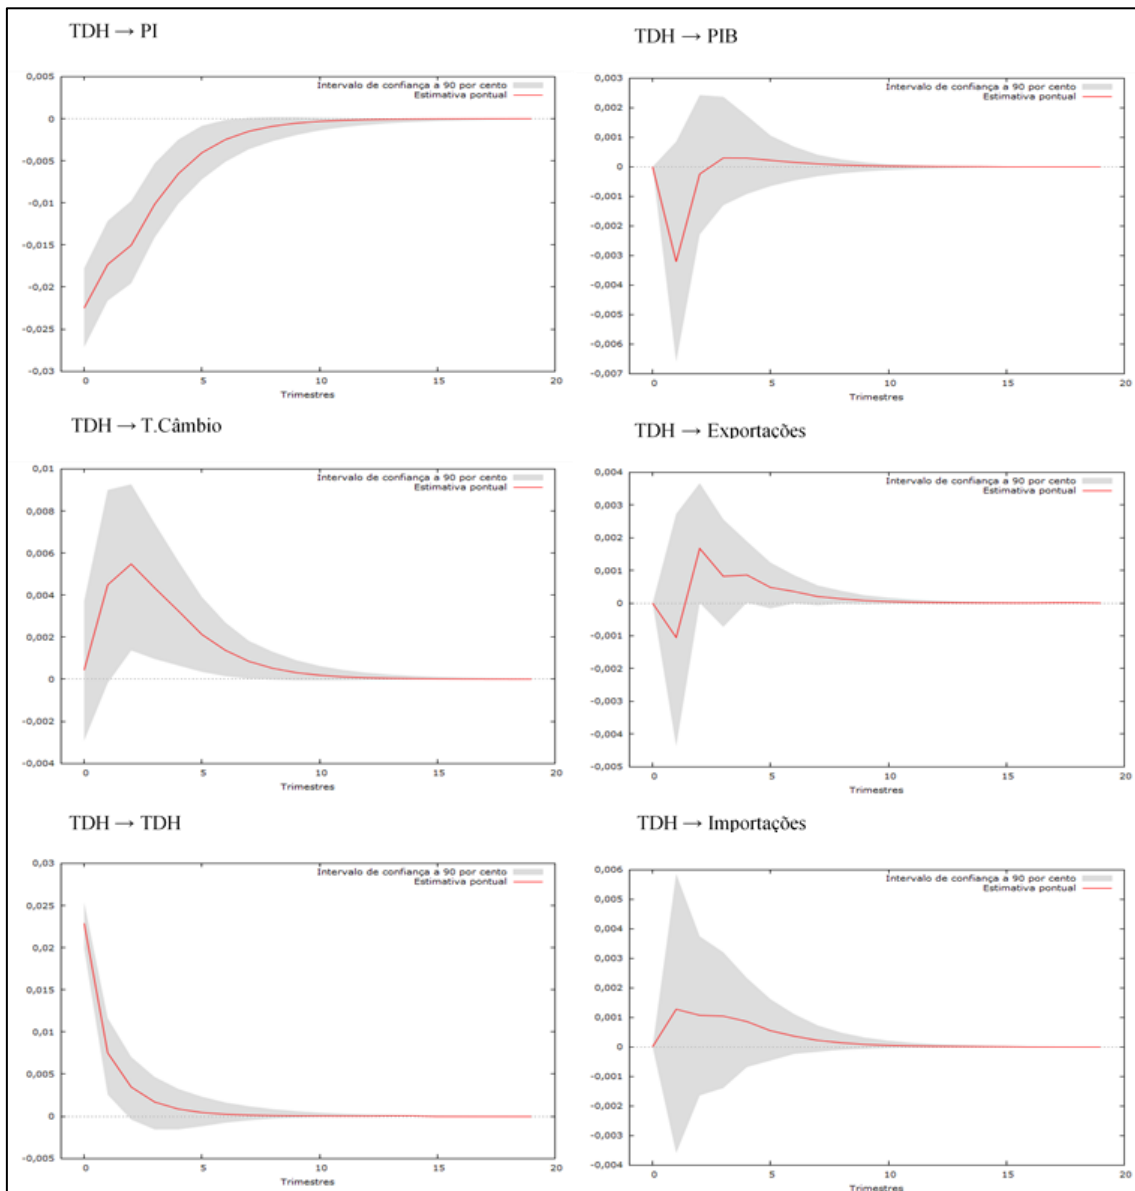 TDH → PI
0,005
0
-0,005
-0,01
-0,015
-0,02
-0,025
-0,03
Intervalo de confiança a 90 por cento
Estimativa pontual
0 5 10 15 20
Trimestres
TDH → PIB
0,003
0,002
0,001
0
-0,001
-0,002
-0,003
-0,004
-0,005
-0,006
-0,007
Intervalo de confiança a 90 por cento
Estimativa pontual
0 5 10 15 20
Trimestres
TDH → T.Câmbio
0,01
0,008
0,006
0,004
0,002
0
-0,002
-0,004
Intervalo de confiança a 90 por cento
Estimativa pontual
0 5 10 15 20
Trimestres
TDH → Exportações
0,004
0,003
0,002
0,001
0
-0,001
-0,002
-0,003
-0,004
-0,005
Intervalo de confiança a 90 por cento
Estimativa pontual
0 5 10 15 20
Trimestres
TDH → TDH
0,03
0,025
0,02
0,015
0,01
0,005
0
-0,005
Intervalo de confiança a 90 por cento
Estimativa pontual
0 5 10 15 20
Trimestres
TDH → Importações
0,006
0,005
0,004
0,003
0,002
0,001
0
-0,001
-0,002
-0,003
-0,004
Intervalo de confiança a 90 por cento
Estimativa pontual
0 5 10 15 20
Trimestres